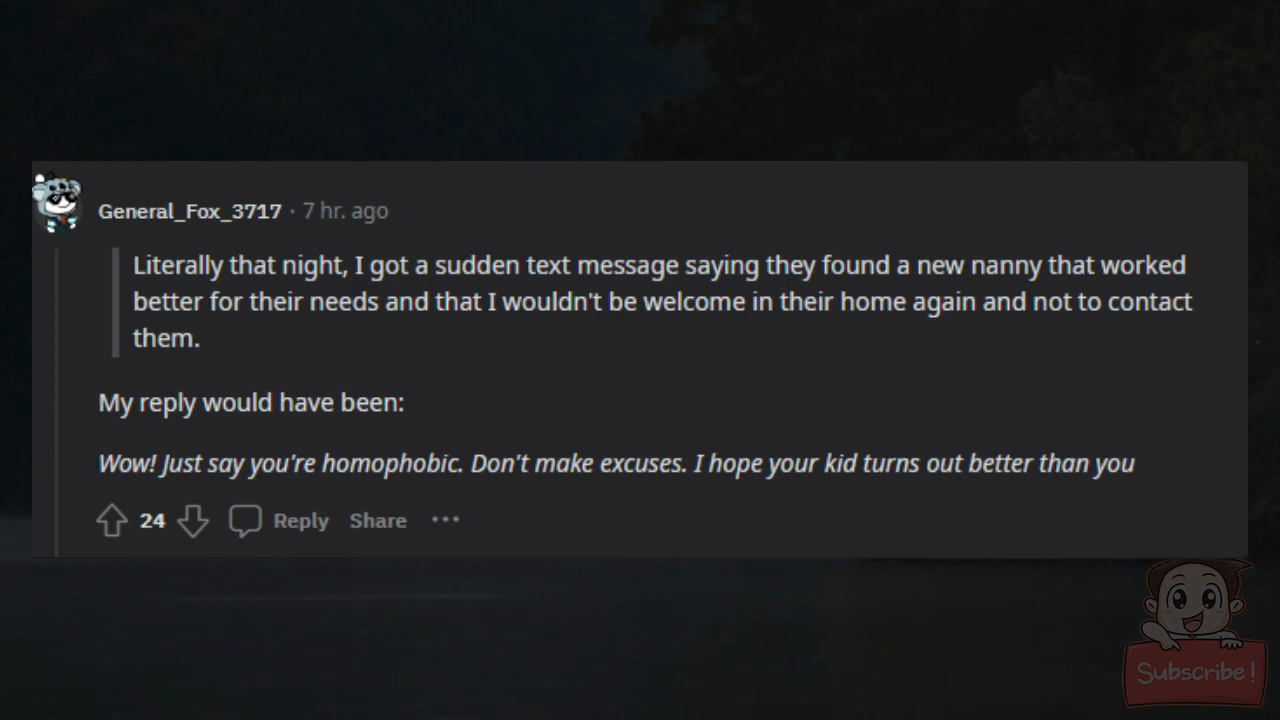 General_Fox_3717 · 7 hr. ago
Literally that night, I got a sudden text message saying they found a new nanny that worked
better for their needs and that I wouldn't be welcome in their home again and not to contact
them.
My reply would have been:
Wow! Just say you're homophobic. Don't make excuses. I hope your kid turns out better than you
24 Reply Share ···
Subscribe!